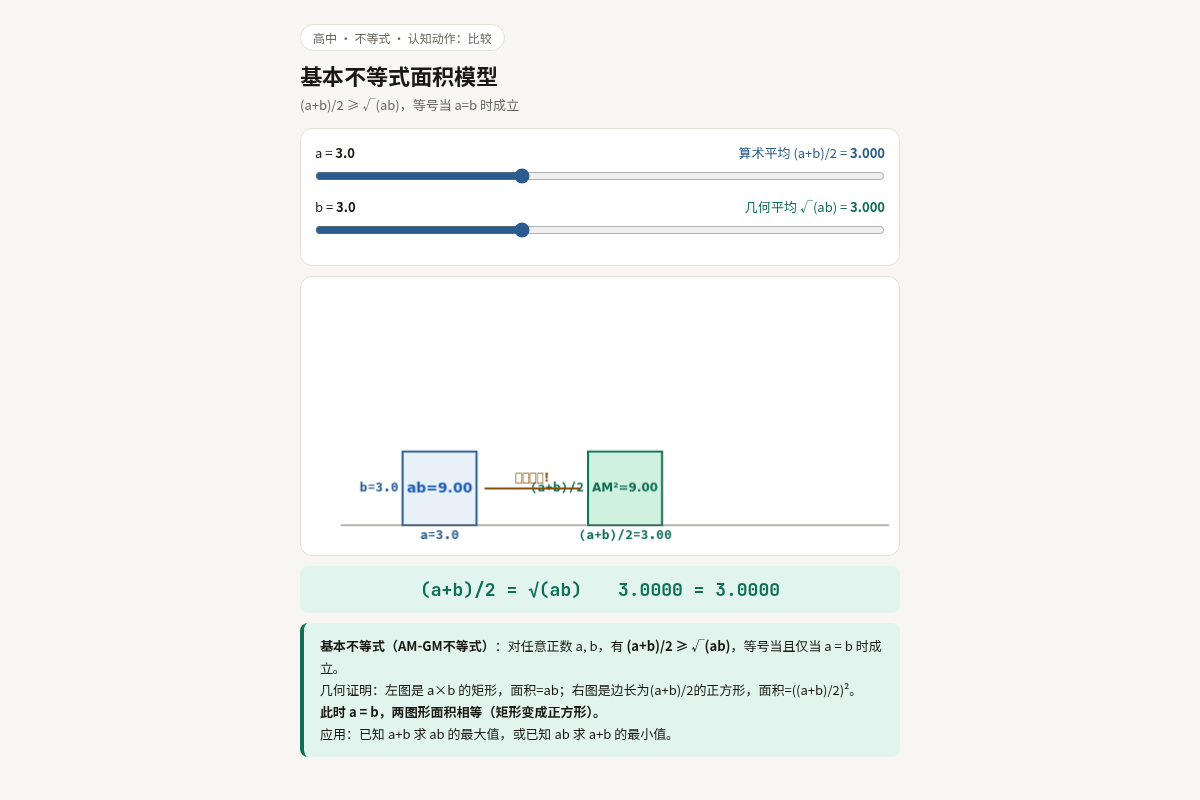 高中 · 不等式 · 认知动作：比较
基本不等式面积模型
(a+b)/2 ≥ √(ab)，等号当 a=b 时成立
a = 3.0
算术平均 (a+b)/2 = 3.000
b = 3.0
几何平均 √(ab) = 3.000
b=3.0
ab=9.00
!
(a+b)/2
AM²=9.00
a=3.0
(a+b)/2=3.00
(a+b)/2 = √(ab) 3.0000 = 3.0000
基本不等式（AM-GM不等式）：对任意正数 a, b，有 (a+b)/2 ≥ √(ab)，等号当且仅当 a = b 时成
立。
几何证明：左图是 a×b 的矩形，面积=ab；右图是边长为(a+b)/2的正方形，面积=((a+b)/2)²。
此时 a = b，两图形面积相等（矩形变成正方形）。
应用：已知 a+b 求 ab 的最大值，或已知 ab 求 a+b 的最小值。